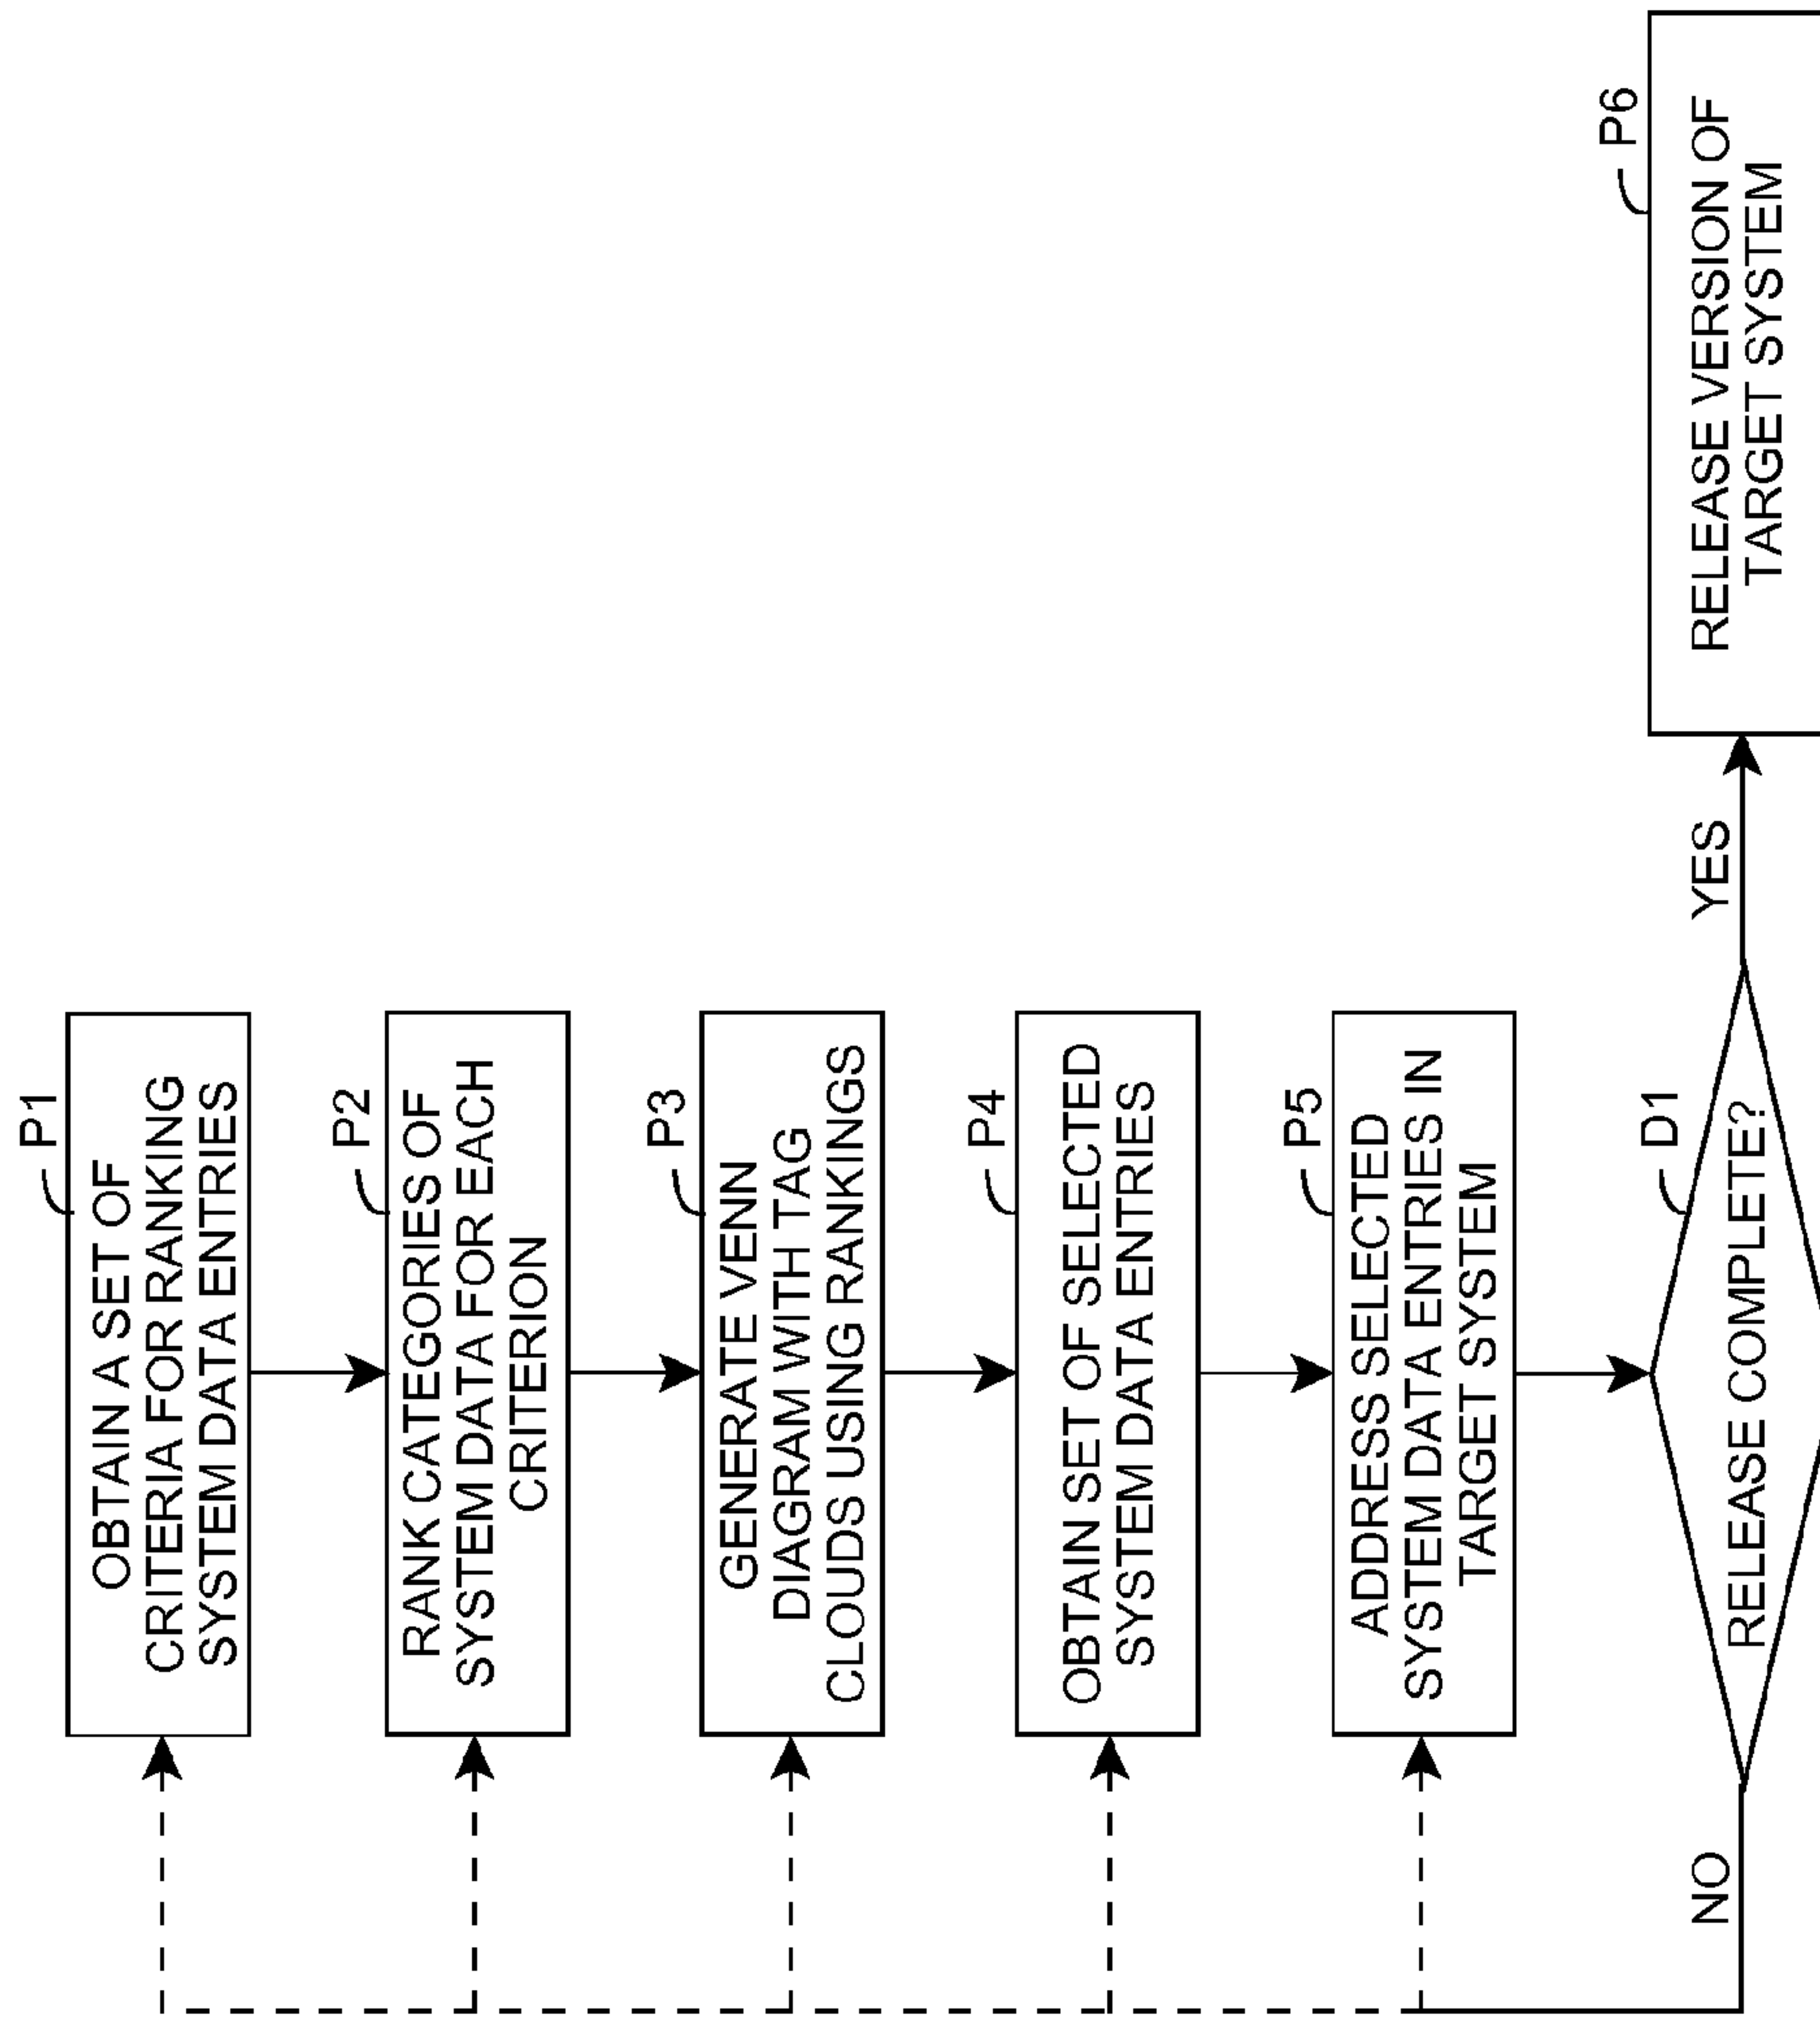 P1
OBTAIN A SET OF
CRITERIA FOR RANKING
SYSTEM DATA ENTRIES
P2
RANK CATEGORIES OF
SYSTEM DATA FOR EACH
CRITERION
P3
GENERATE VENN
DIAGRAM WITH TAG
CLOUDS USING RANKINGS
P4
OBTAIN SET OF SELECTED
SYSTEM DATA ENTRIES
P5
ADDRESS SELECTED
SYSTEM DATA ENTRIES IN
TARGET SYSTEM
D1
RELEASE COMPLETE?
NO
YES
P6
RELEASE VERSION OF
TARGET SYSTEM